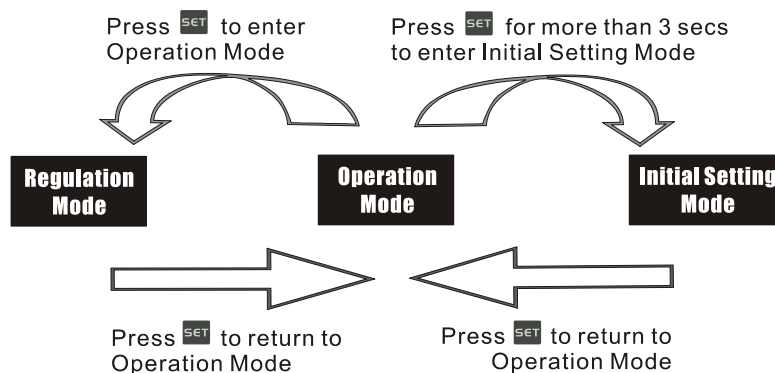 Press SET to enter
Operation Mode
Press SET for more than 3 secs
to enter Initial Setting Mode
Regulation
Mode
Operation
Mode
Initial Setting
Mode
Press SET to return to
Operation Mode
Press SET to return to
Operation Mode